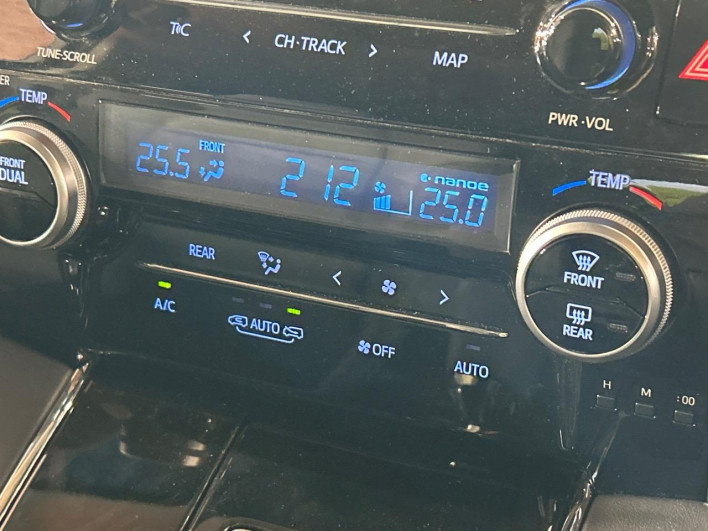 T/C
< CH·TRACK >
MAP
TUNE·SCROLL
PWR·VOL
TEMP
FRONT
DUAL
25.5
FRONT
2 12
nanoe
25.0
TEMP
FRONT
REAR
REAR
< >
A/C
AUTO
OFF
AUTO
H
M
:00